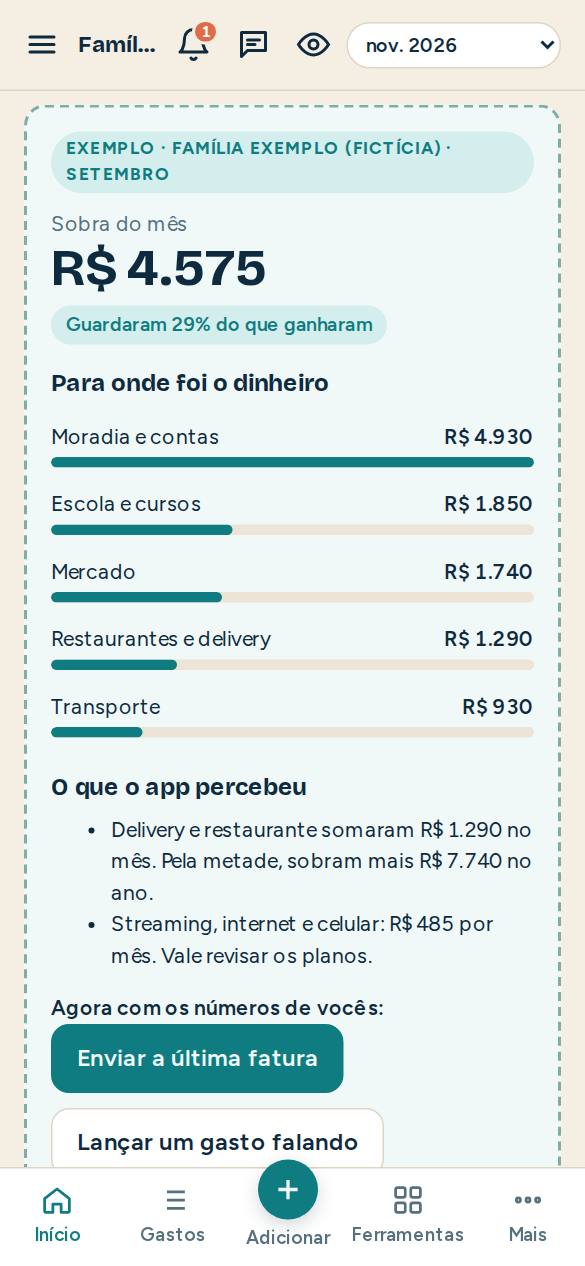 Famíl...
1
nov. 2026
EXEMPLO · FAMÍLIA EXEMPLO (FICTÍCIA) ·
SETEMBRO
Sobra do mês
R$ 4.575
Guardaram 29% do que ganharam
Para onde foi o dinheiro
Moradia e contas R$ 4.930
Escola e cursos R$ 1.850
Mercado R$ 1.740
Restaurantes e delivery R$ 1.290
Transporte R$ 930
O que o app percebeu
• Delivery e restaurante somaram R$ 1.290 no
mês. Pela metade, sobram mais R$ 7.740 no
ano.
• Streaming, internet e celular: R$ 485 por
mês. Vale revisar os planos.
Agora com os números de vocês:
Enviar a última fatura
Lançar um gasto falando
Início
Gastos
Adicionar
Ferramentas
Mais